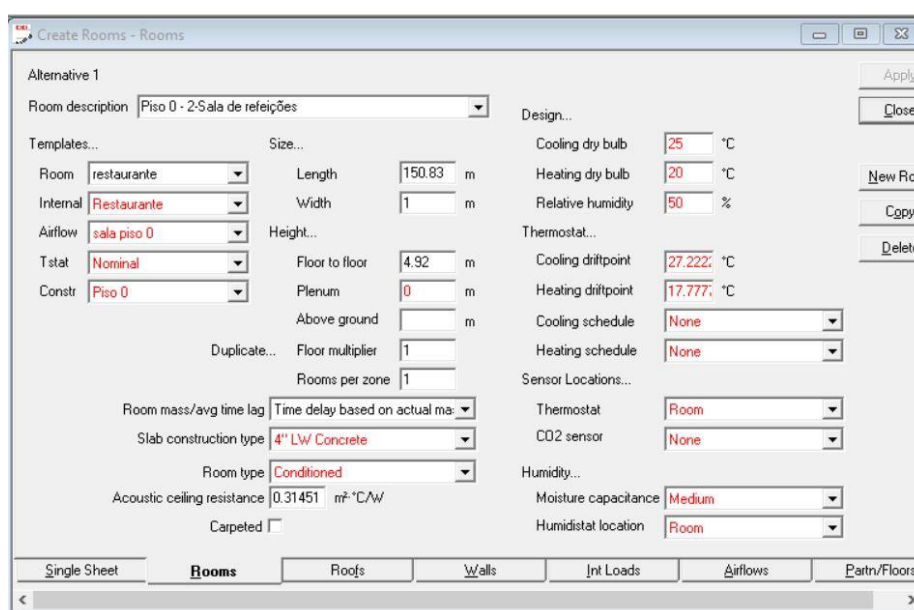 Create Rooms - Rooms
Alternative 1
Room description Piso 0 - 2-Sala de refeições
Templates...
Room restaurante
Internal Restaurante
Airflow sala piso 0
Tstat Nominal
Constr Piso 0
Size...
Length 150.83 m
Width 1 m
Height...
Floor to floor 4.92 m
Plenum 0 m
Above ground m
Duplicate... Floor multiplier 1
Rooms per zone 1
Room mass/avg time lag Time delay based on actual mas
Slab construction type 4" LW Concrete
Room type Conditioned
Acoustic ceiling resistance 0.31451 m²·°C/W
Carpeted
Design...
Cooling dry bulb 25 °C
Heating dry bulb 20 °C
Relative humidity 50 %
Thermostat...
Cooling driftpoint 27.2222 °C
Heating driftpoint 17.7777 °C
Cooling schedule None
Heating schedule None
Sensor Locations...
Thermostat Room
CO2 sensor None
Humidity...
Moisture capacitance Medium
Humidistat location Room
Apply
Close
New Ro
Copy
Delete
Single Sheet Rooms Roofs Walls Int Loads Airflows Partn/Floors